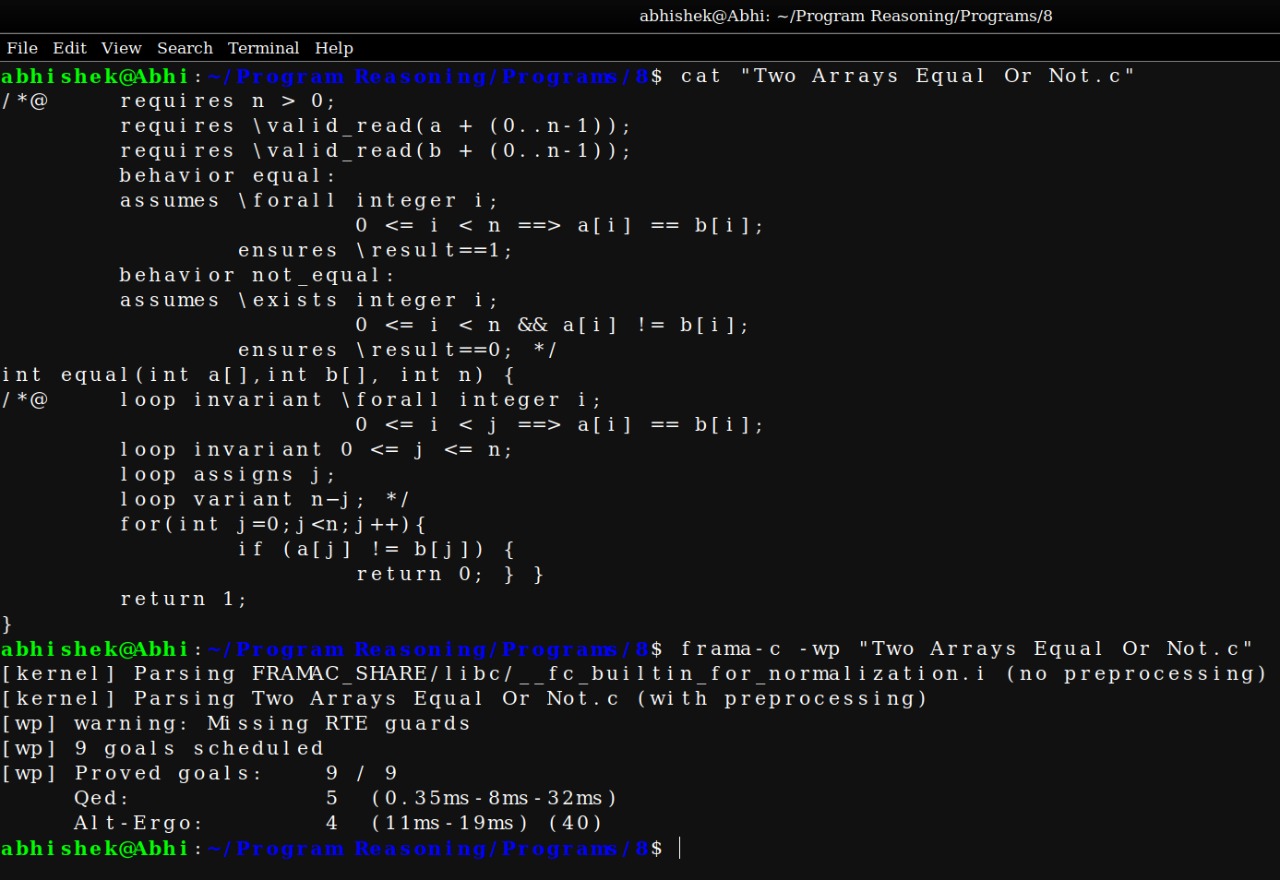 abhishek@Abhi: ~/Program Reasoning/Programs/8
File Edit View Search Terminal Help
abhishek@Abhi:~/Program Reasoning/Programs/8$ cat "Two Arrays Equal Or Not.c"
/*@     requires n > 0;
        requires \valid_read(a + (0..n-1));
        requires \valid_read(b + (0..n-1));
        behavior equal:
        assumes \forall integer i;
                        0 <= i < n ==> a[i] == b[i];
                ensures \result==1;
        behavior not_equal:
        assumes \exists integer i;
                        0 <= i < n && a[i] != b[i];
                ensures \result==0; */
int equal(int a[],int b[], int n) {
/*@     loop invariant \forall integer i;
                        0 <= i < j ==> a[i] == b[i];
        loop invariant 0 <= j <= n;
        loop assigns j;
        loop variant n-j; */
        for(int j=0;j<n;j++){
                if (a[j] != b[j]) {
                        return 0; } }
        return 1;
}
abhishek@Abhi:~/Program Reasoning/Programs/8$ frama-c -wp "Two Arrays Equal Or Not.c"
[kernel] Parsing FRAMAC_SHARE/libc/__fc_builtin_for_normalization.i (no preprocessing)
[kernel] Parsing Two Arrays Equal Or Not.c (with preprocessing)
[wp] warning: Missing RTE guards
[wp] 9 goals scheduled
[wp] Proved goals:    9 / 9
     Qed:             5  (0.35ms-8ms-32ms)
     Alt-Ergo:        4  (11ms-19ms) (40)
abhishek@Abhi:~/Program Reasoning/Programs/8$